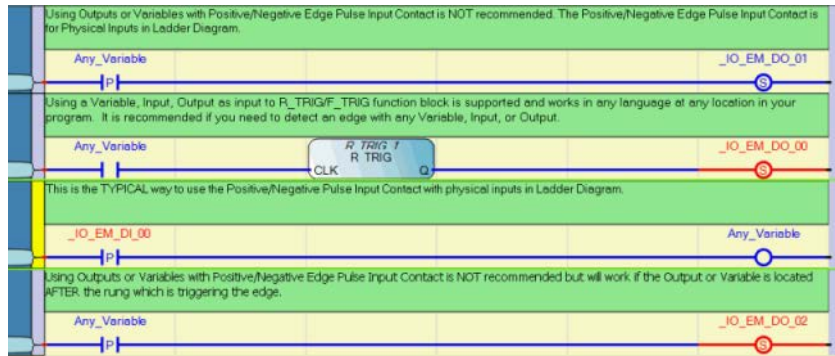 Using Outputs or Variables with Positive/Negative Edge Pulse Input Contact is NOT recommended. The Positive/Negative Edge Pulse Input Contact is
for Physical Inputs in Ladder Diagram.
Any_Variable _IO_EM_DO_01
P S
Using a Variable, Input, Output as input to R_TRIG/F_TRIG function block is supported and works in any language at any location in your
program. It is recommended if you need to detect an edge with any Variable, Input, or Output.
Any_Variable R_TRIG_1 _IO_EM_DO_00
R_TRIG
CLK Q S
This is the TYPICAL way to use the Positive/Negative Pulse Input Contact with physical inputs in Ladder Diagram.
_IO_EM_DI_00 Any_Variable
P
Using Outputs or Variables with Positive/Negative Edge Pulse Input Contact is NOT recommended but will work if the Output or Variable is located
AFTER the rung which is triggering the edge.
Any_Variable _IO_EM_DO_02
P S